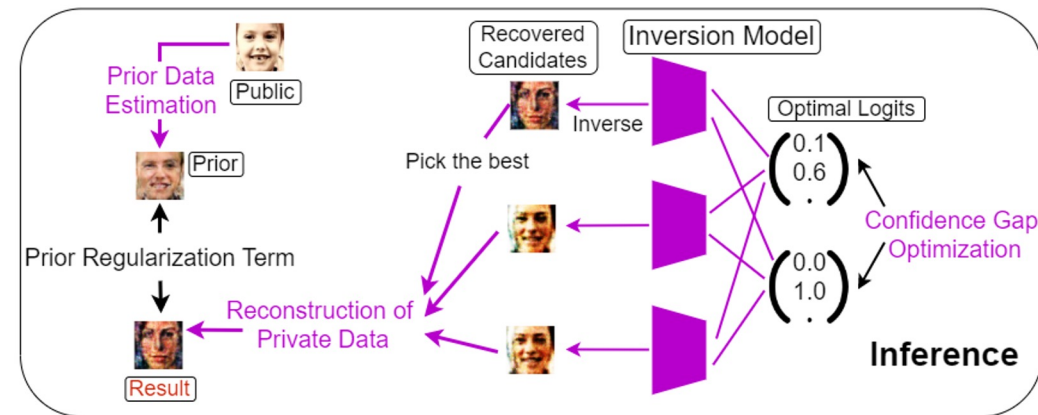 Recovered
Candidates
Inversion Model
Public
Prior Data
Estimation
Optimal Logits
Inverse
Prior
Pick the best
0.1
0.6
.
Confidence Gap
Optimization
Prior Regularization Term
0.0
1.0
.
Reconstruction of
Private Data
Inference
Result